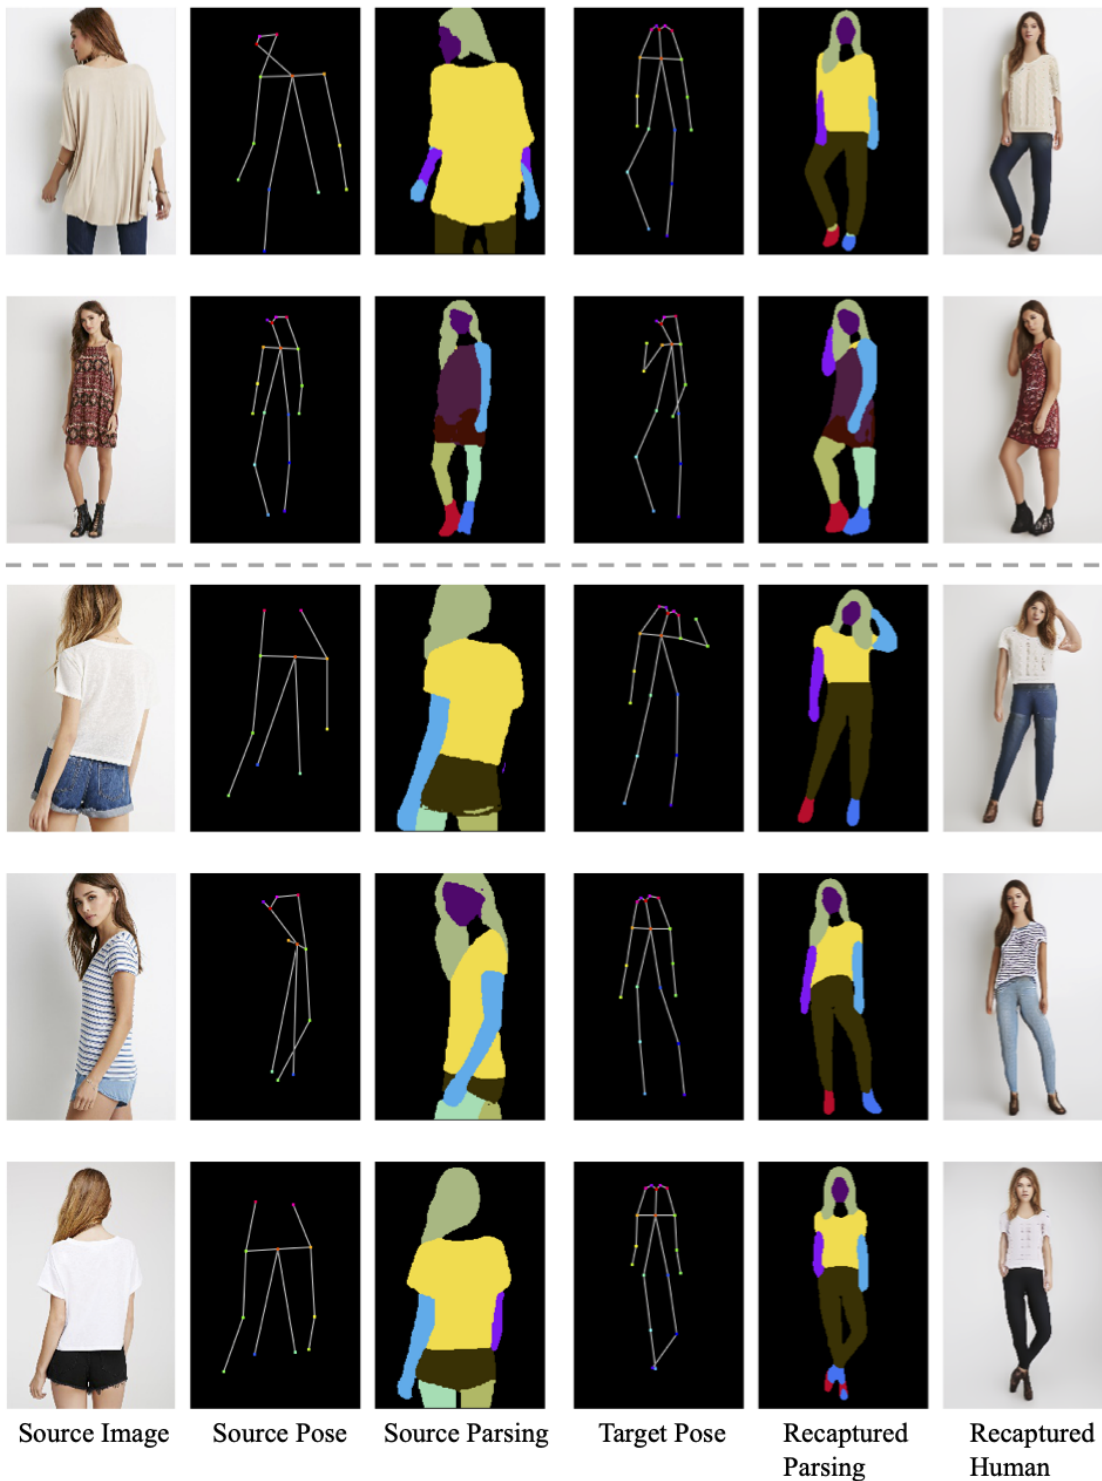 Source Image
Source Pose
Source Parsing
Target Pose
Recaptured
Parsing
Recaptured
Human